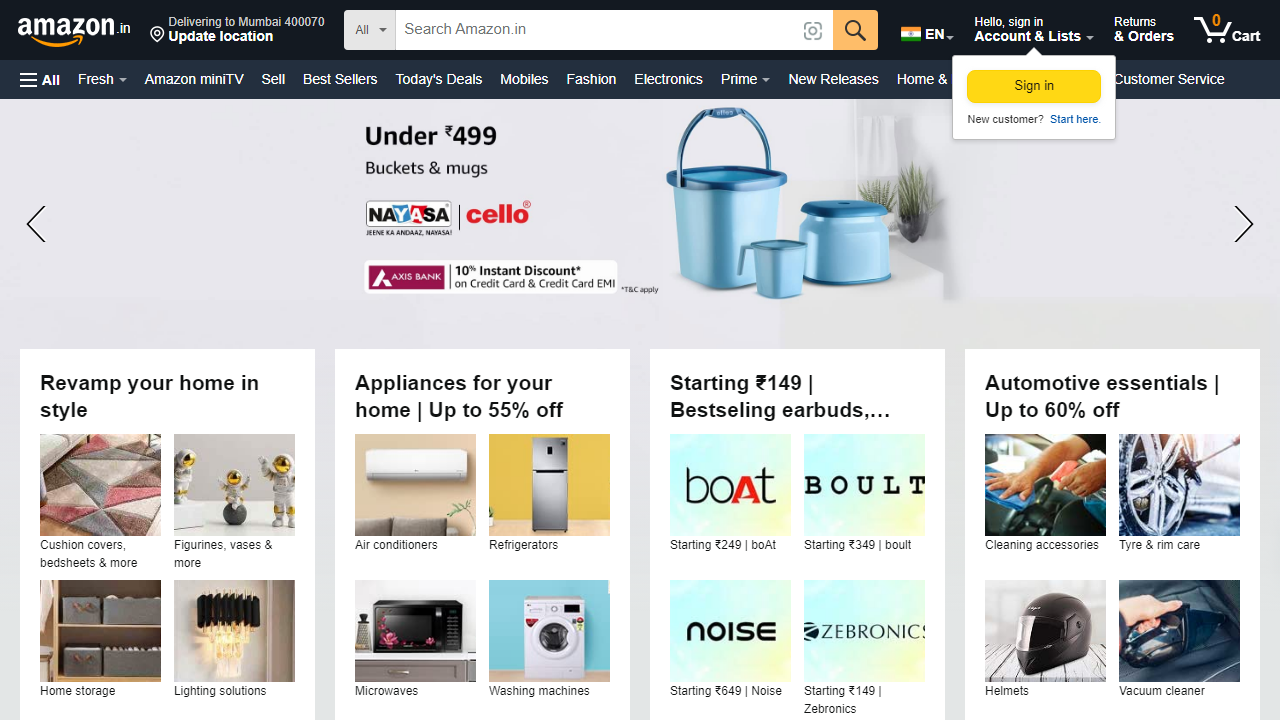 amazon.in
Delivering to Mumbai 400070
Update location
All
Search Amazon.in
EN
Hello, sign in
Account & Lists
Returns
& Orders
0
Cart
All
Fresh
Amazon miniTV
Sell
Best Sellers
Today's Deals
Mobiles
Fashion
Electronics
Prime
New Releases
Home &
Customer Service
Sign in
New customer? Start here.
Under ₹499
Buckets & mugs
NAYASA
JEENE KA ANDAAZ, NAYASA!
cello
AXIS BANK
10% Instant Discount*
on Credit Card & Credit Card EMI
*T&C apply
Revamp your home in
style
Cushion covers,
bedsheets & more
Figurines, vases &
more
Home storage
Lighting solutions
Appliances for your
home | Up to 55% off
Air conditioners
Refrigerators
Microwaves
Washing machines
Starting ₹149 |
Bestseling earbuds,…
boAt
BOULT
Starting ₹249 | boAt
Starting ₹349 | boult
NOISE
ZEBRONICS
Starting ₹649 | Noise
Starting ₹149 |
Zebronics
Automotive essentials |
Up to 60% off
Cleaning accessories
Tyre & rim care
Helmets
Vacuum cleaner